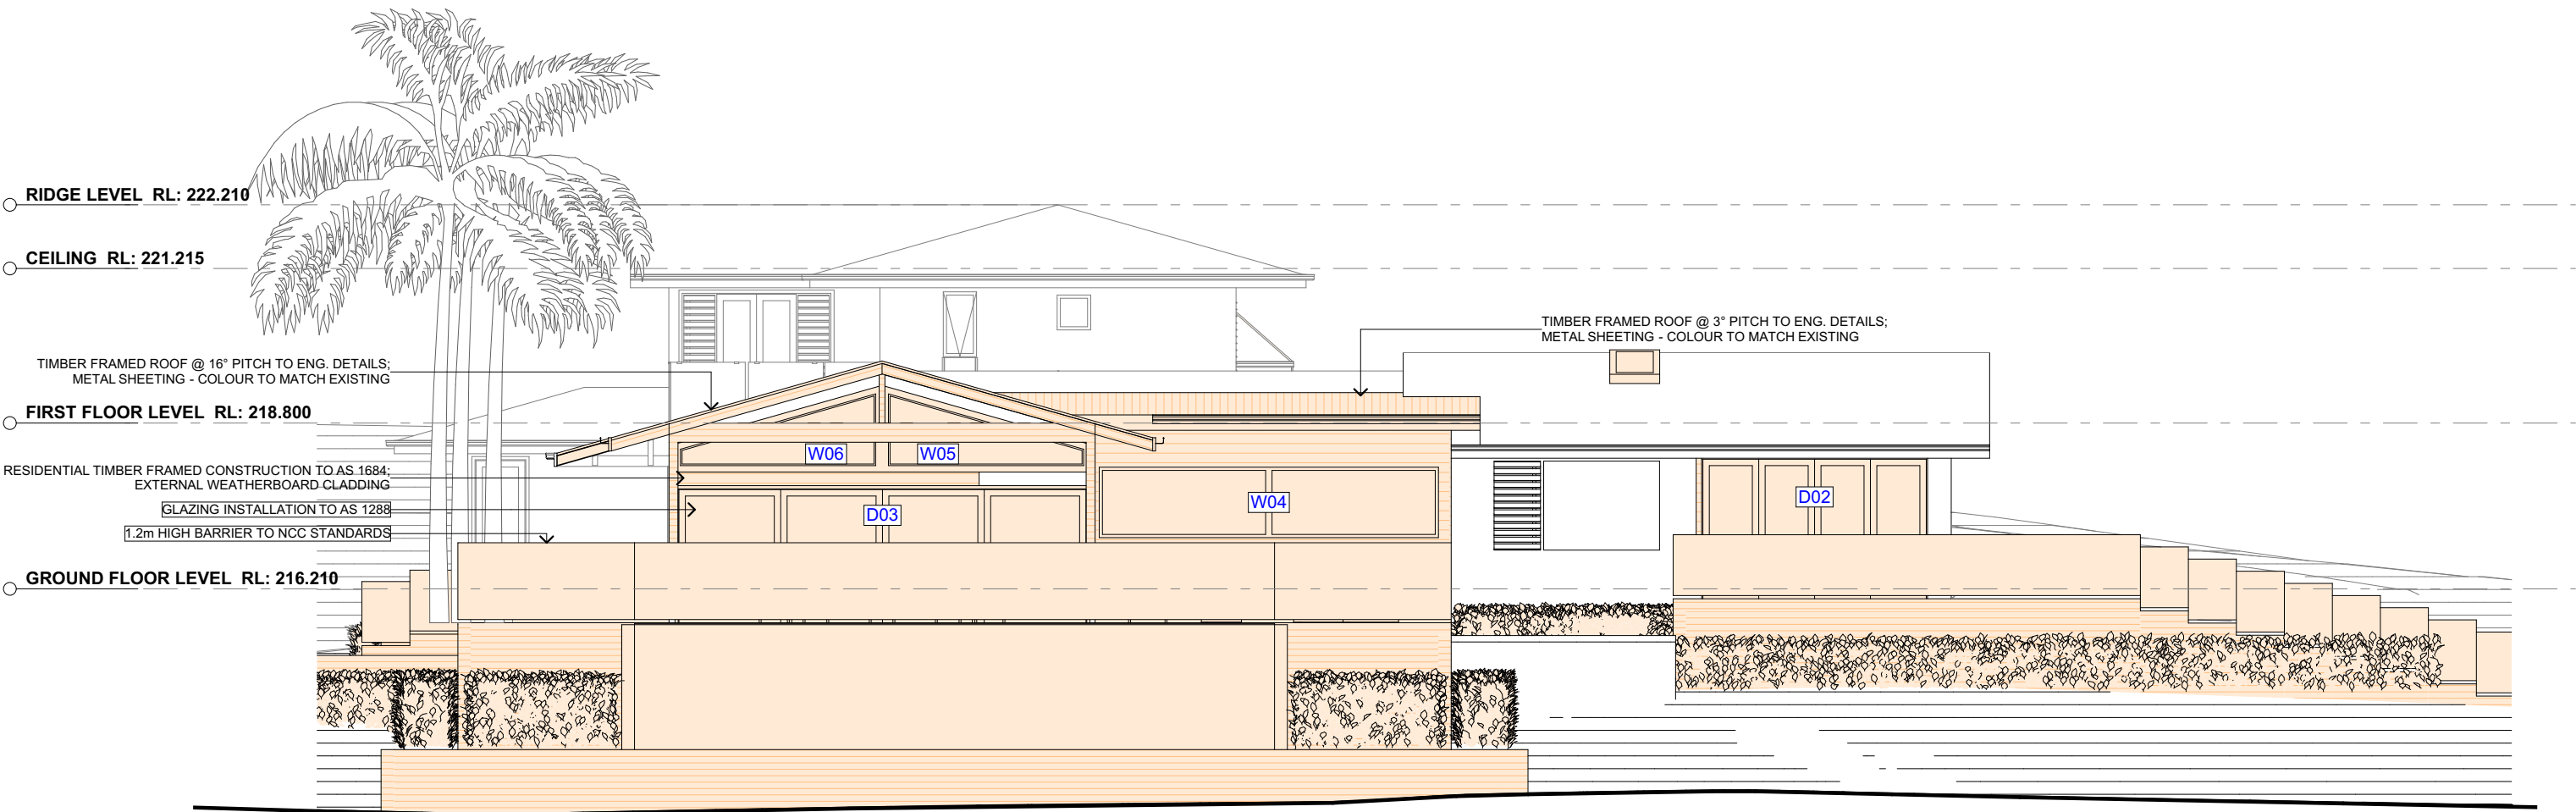 RIDGE LEVEL RL: 222.210
CEILING RL: 221.215
TIMBER FRAMED ROOF @ 3° PITCH TO ENG. DETAILS;
METAL SHEETING - COLOUR TO MATCH EXISTING
TIMBER FRAMED ROOF @ 16° PITCH TO ENG. DETAILS;
METAL SHEETING - COLOUR TO MATCH EXISTING
FIRST FLOOR LEVEL RL: 218.800
W06
W05
RESIDENTIAL TIMBER FRAMED CONSTRUCTION TO AS 1684;
EXTERNAL WEATHERBOARD CLADDING
W04
D02
GLAZING INSTALLATION TO AS 1288
D03
1.2m HIGH BARRIER TO NCC STANDARDS
GROUND FLOOR LEVEL RL: 216.210